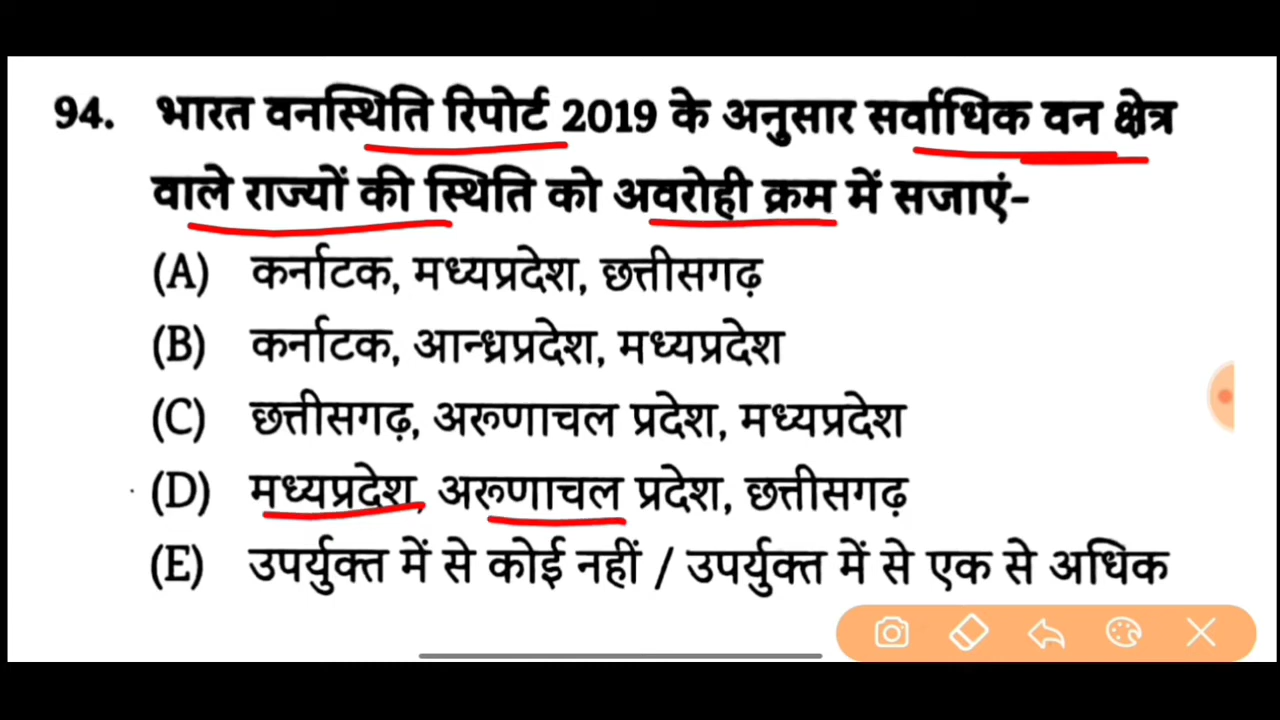 94. भारत वनस्थिति रिपोर्ट 2019 के अनुसार सर्वाधिक वन क्षेत्र
वाले राज्यों की स्थिति को अवरोही क्रम में सजाएं-
(A) कर्नाटक, मध्यप्रदेश, छत्तीसगढ़
(B) कर्नाटक, आन्ध्रप्रदेश, मध्यप्रदेश
(C) छत्तीसगढ़, अरूणाचल प्रदेश, मध्यप्रदेश
(D) मध्यप्रदेश, अरूणाचल प्रदेश, छत्तीसगढ़
(E) उपर्युक्त में से कोई नहीं / उपर्युक्त में से एक से अधिक